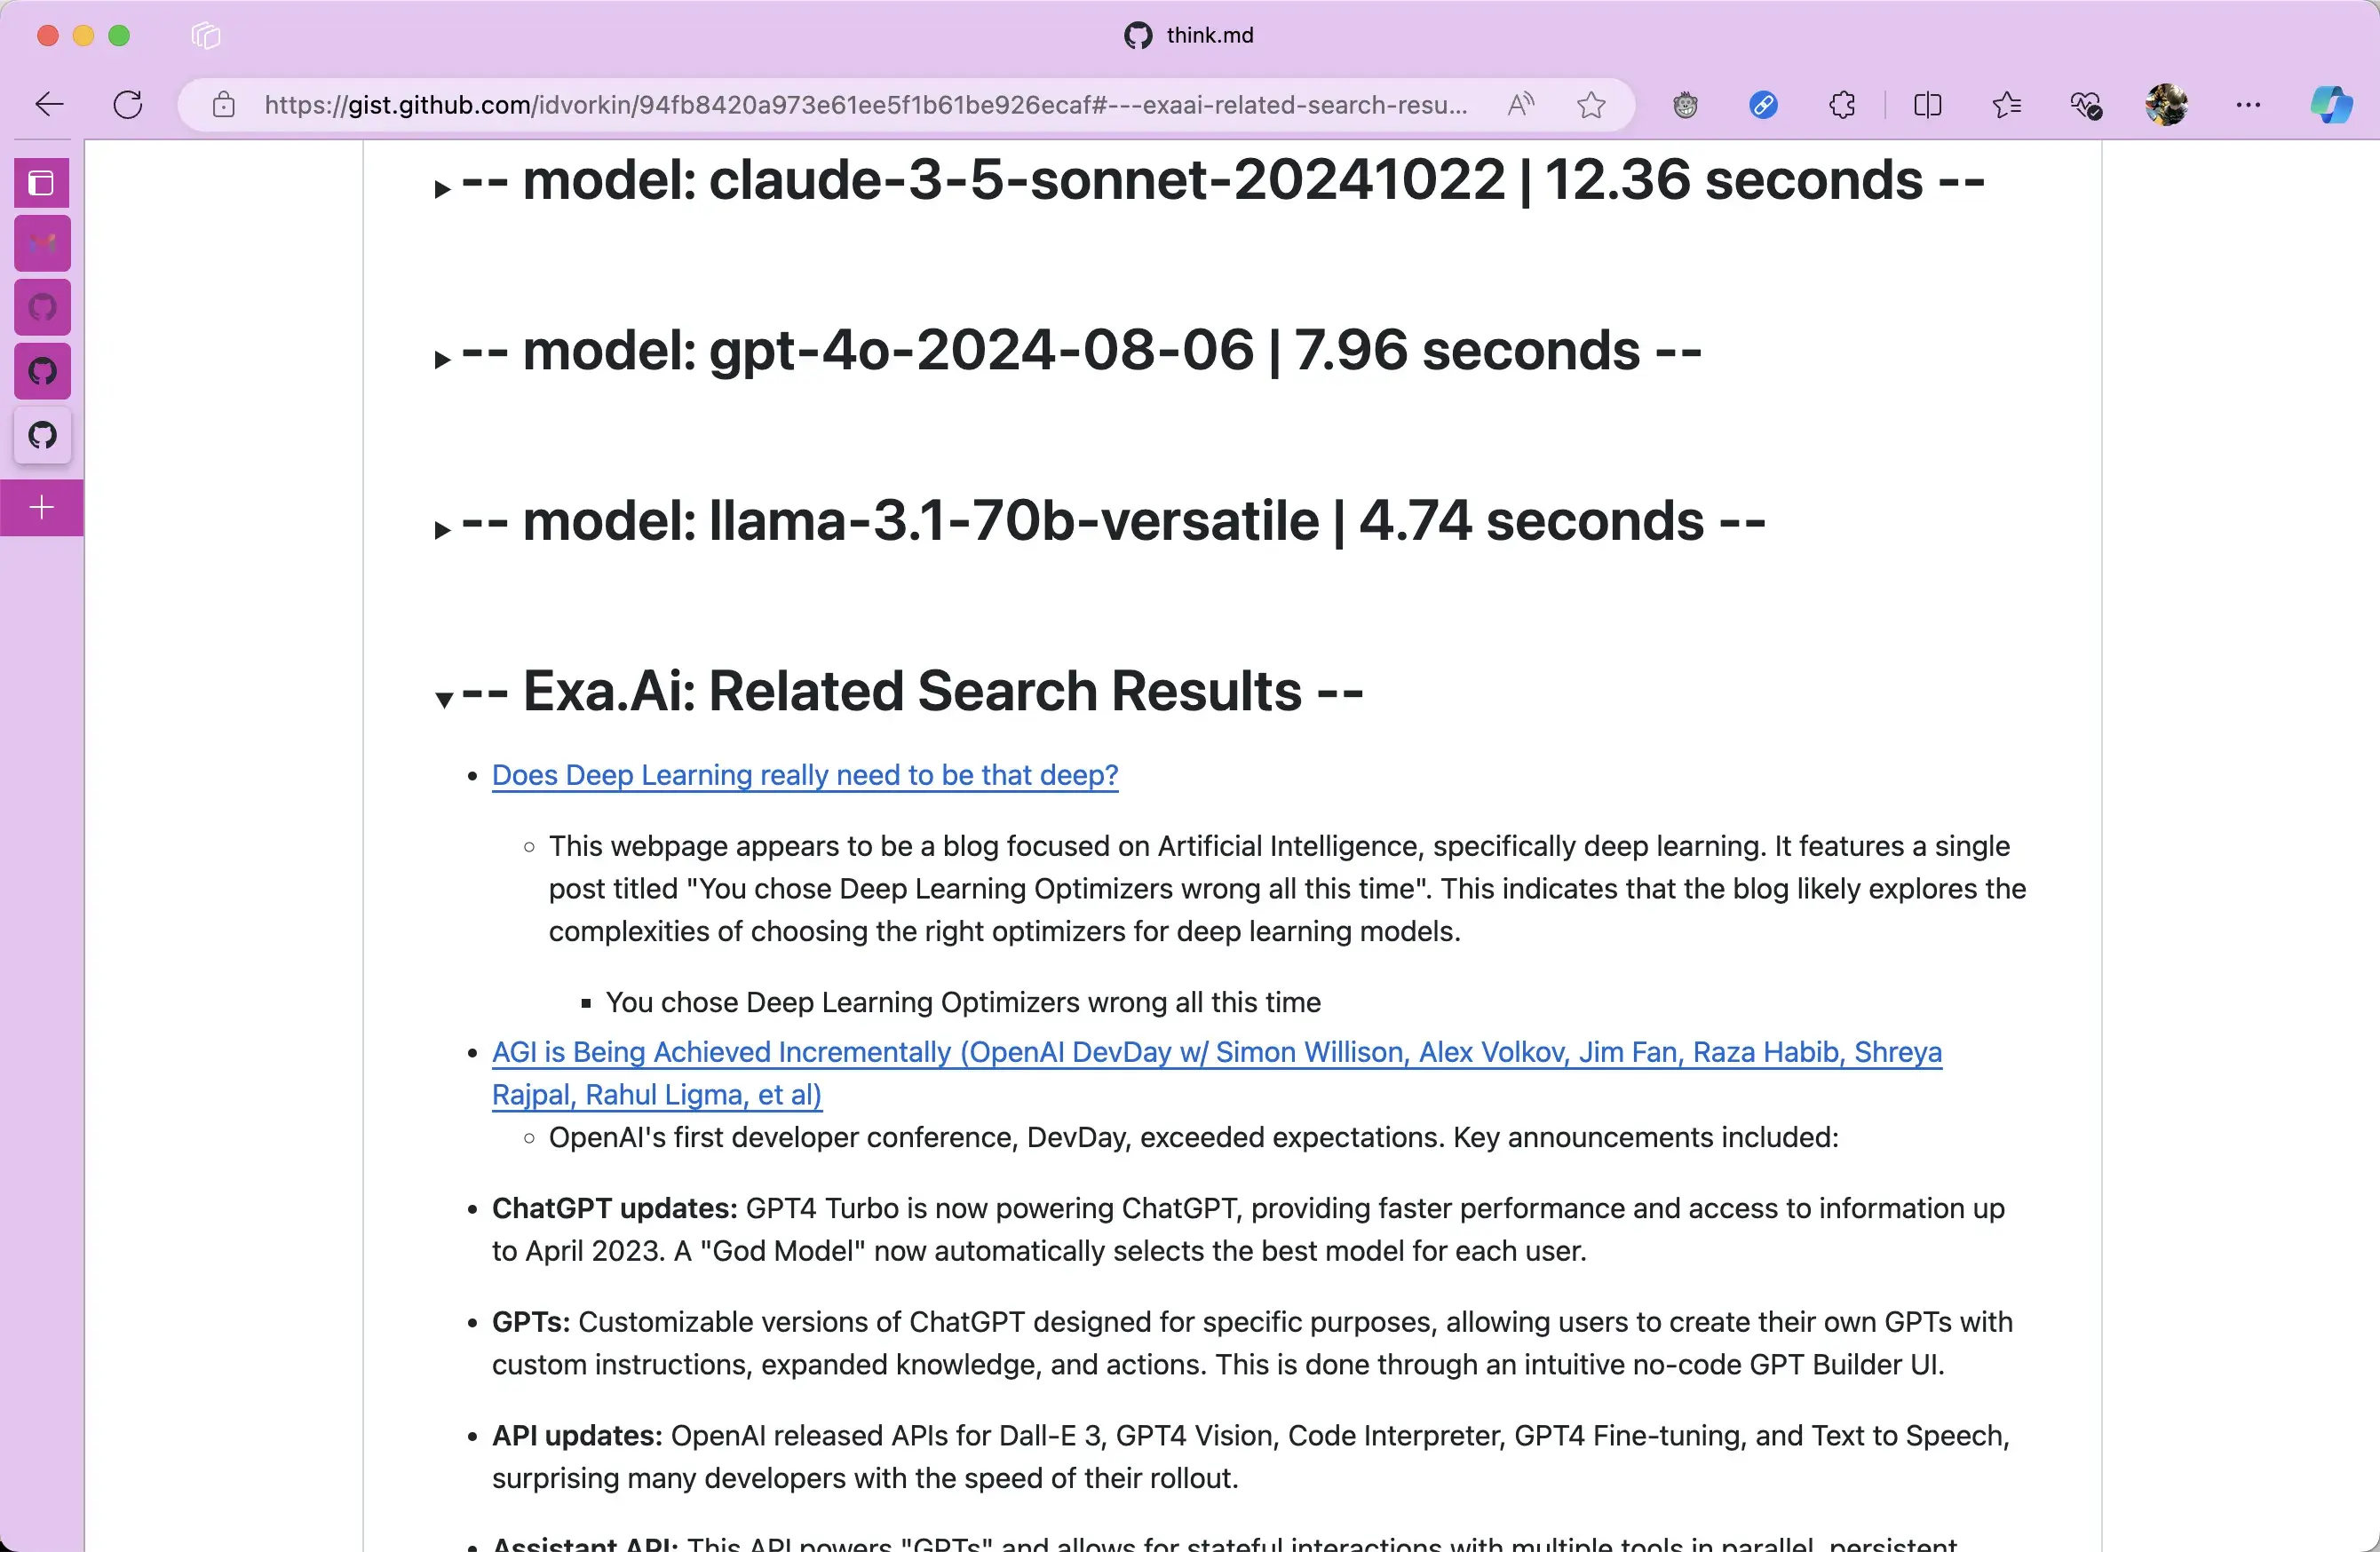 think.md
https://gist.github.com/idvorkin/94fb8420a973e61ee5f1b61be926ecaf#---exaai-related-search-resu...
-- model: claude-3-5-sonnet-20241022 | 12.36 seconds --
-- model: gpt-4o-2024-08-06 | 7.96 seconds --
-- model: llama-3.1-70b-versatile | 4.74 seconds --
-- Exa.Ai: Related Search Results --
Does Deep Learning really need to be that deep?
This webpage appears to be a blog focused on Artificial Intelligence, specifically deep learning. It features a single
post titled "You chose Deep Learning Optimizers wrong all this time". This indicates that the blog likely explores the
complexities of choosing the right optimizers for deep learning models.
You chose Deep Learning Optimizers wrong all this time
AGI is Being Achieved Incrementally (OpenAI DevDay w/ Simon Willison, Alex Volkov, Jim Fan, Raza Habib, Shreya
Rajpal, Rahul Ligma, et al)
OpenAI's first developer conference, DevDay, exceeded expectations. Key announcements included:
ChatGPT updates: GPT4 Turbo is now powering ChatGPT, providing faster performance and access to information up
to April 2023. A "God Model" now automatically selects the best model for each user.
GPTs: Customizable versions of ChatGPT designed for specific purposes, allowing users to create their own GPTs with
custom instructions, expanded knowledge, and actions. This is done through an intuitive no-code GPT Builder UI.
API updates: OpenAI released APIs for Dall-E 3, GPT4 Vision, Code Interpreter, GPT4 Fine-tuning, and Text to Speech,
surprising many developers with the speed of their rollout.
Assistant API: This API powers "GPTs" and allows for stateful interactions with multiple tools in parallel, persistent